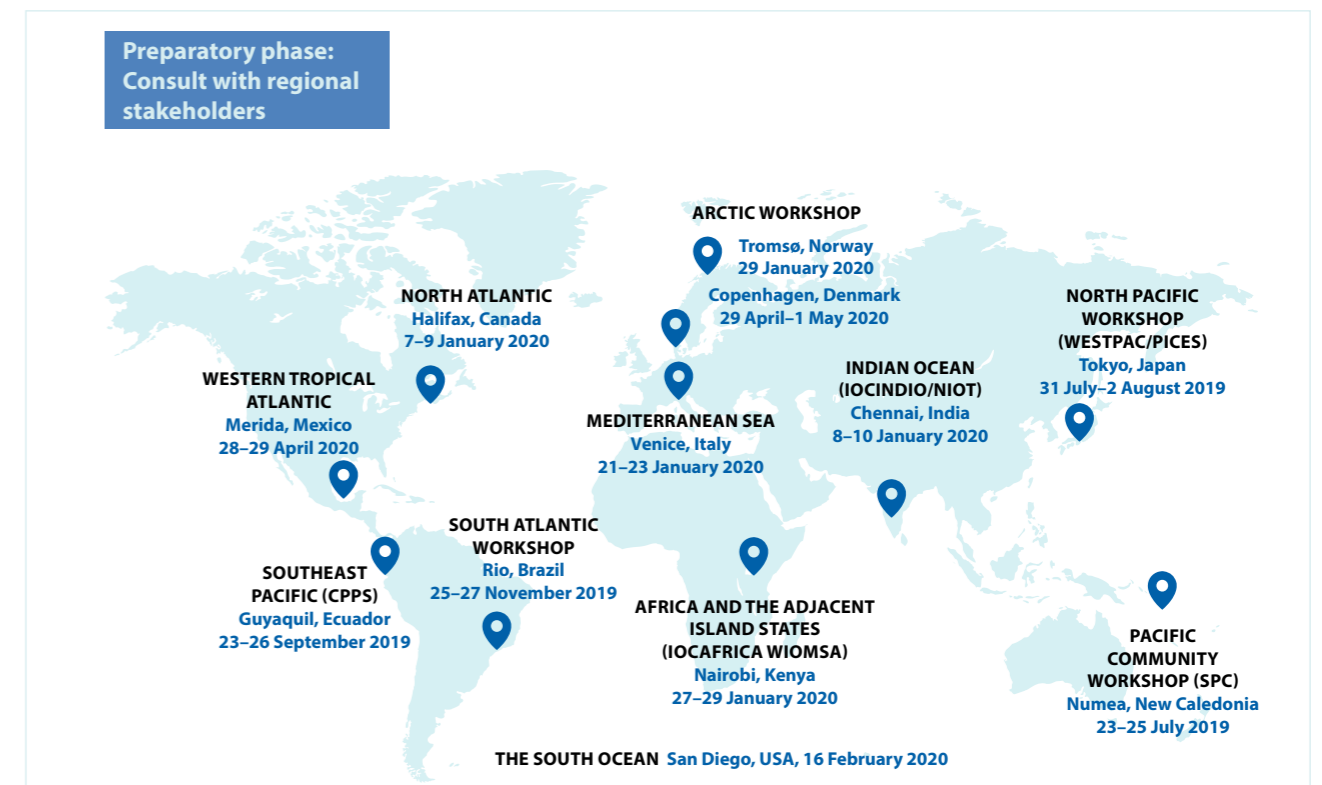 Preparatory phase:
Consult with regional
stakeholders
ARCTIC WORKSHOP
Tromsø, Norway
29 January 2020
Copenhagen, Denmark
29 April–1 May 2020
NORTH ATLANTIC
Halifax, Canada
7–9 January 2020
NORTH PACIFIC
WORKSHOP
(WESTPAC/PICES)
Tokyo, Japan
31 July–2 August 2019
WESTERN TROPICAL
ATLANTIC
Merida, Mexico
28–29 April 2020
INDIAN OCEAN
(IOCINDIO/NIOT)
Chennai, India
8–10 January 2020
MEDITERRANEAN SEA
Venice, Italy
21–23 January 2020
SOUTH ATLANTIC
WORKSHOP
Rio, Brazil
25–27 November 2019
SOUTHEAST
PACIFIC (CPPS)
Guyaquil, Ecuador
23–26 September 2019
AFRICA AND THE ADJACENT
ISLAND STATES
(IOCAFRICA WIOMSA)
Nairobi, Kenya
27–29 January 2020
PACIFIC
COMMUNITY
WORKSHOP (SPC)
Numea, New Caledonia
23–25 July 2019
THE SOUTH OCEAN San Diego, USA, 16 February 2020